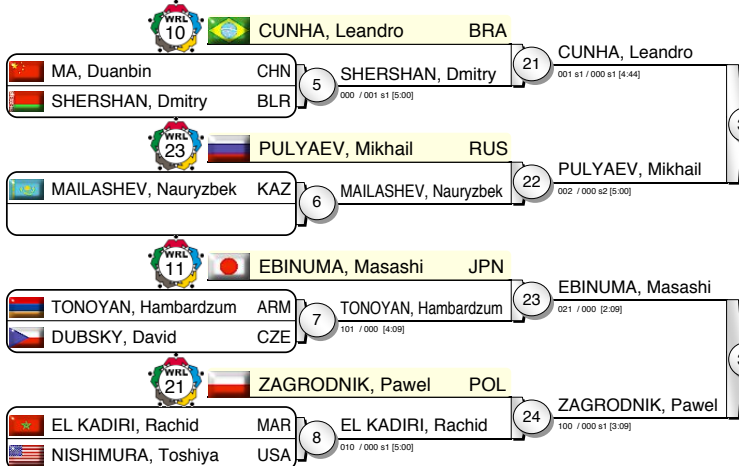 WRL 10 CUNHA, Leandro BRA
MA, Duanbin CHN
SHERSHAN, Dmitry BLR
5 SHERSHAN, Dmitry
000 / 001 s1 [5:00]
21 CUNHA, Leandro
001 s1 / 000 s1 [4:44]
WRL 23 PULYAEV, Mikhail RUS
MAILASHEV, Nauryzbek KAZ
6 MAILASHEV, Nauryzbek
22 PULYAEV, Mikhail
002 / 000 s2 [5:00]
WRL 11 EBINUMA, Masashi JPN
TONOYAN, Hambardzum ARM
DUBSKY, David CZE
7 TONOYAN, Hambardzum
101 / 000 [4:09]
23 EBINUMA, Masashi
021 / 000 [2:09]
WRL 21 ZAGRODNIK, Pawel POL
EL KADIRI, Rachid MAR
NISHIMURA, Toshiya USA
8 EL KADIRI, Rachid
010 / 000 s1 [5:00]
24 ZAGRODNIK, Pawel
100 / 000 s1 [3:09]